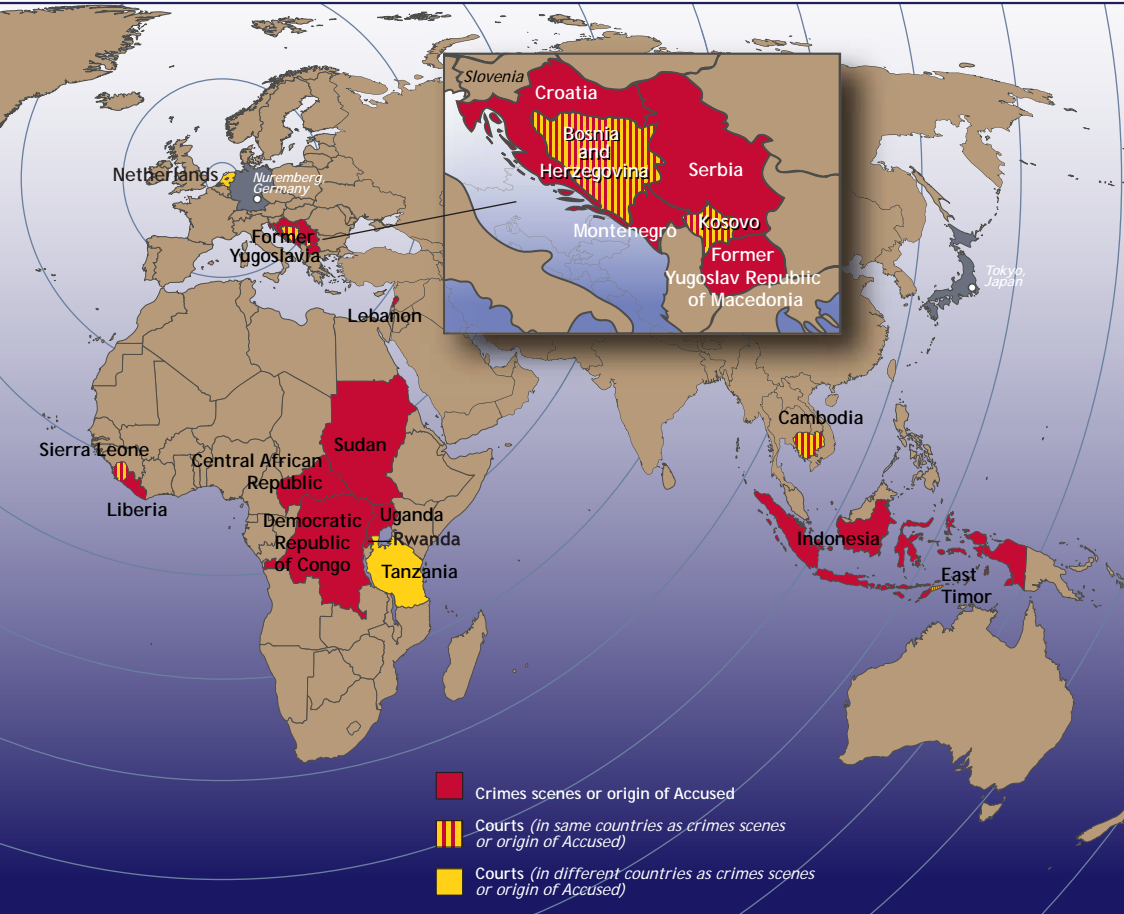 Slovenia
Croatia
Bosnia
and
Herzegovina
Serbia
Montenegro
Kosovo
Former
Yugoslav Republic
of Macedonia
Netherlands
Nuremberg,
Germany
Former
Yugoslavia
Tokyo,
Japan
Lebanon
Cambodia
Sudan
Sierra Leone
Central African
Republic
Liberia
Uganda
Democratic
Republic
of Congo
Rwanda
Tanzania
Indonesia
East
Timor
Crimes scenes or origin of Accused
Courts (in same countries as crimes scenes
or origin of Accused)
Courts (in different countries as crimes scenes
or origin of Accused)